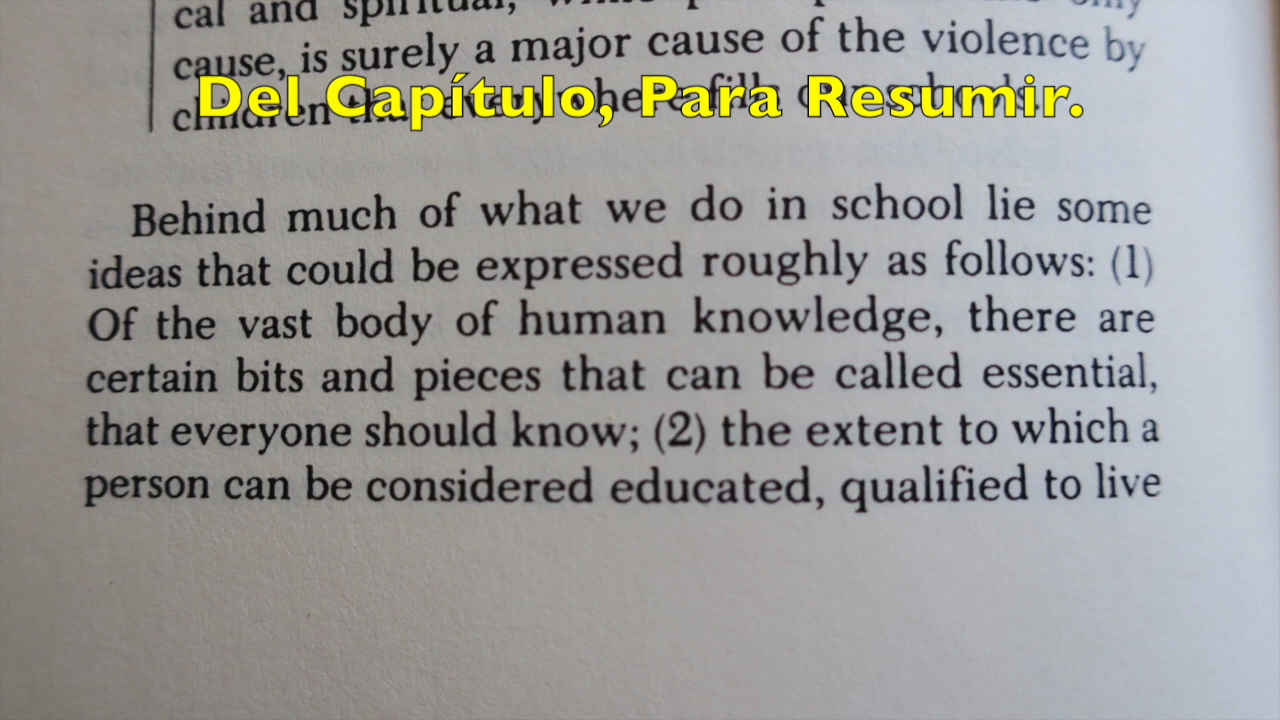 cal and spiritual,
cause, is surely a major cause of the violence by
Del Capítulo, Para Resumir.
children
Behind much of what we do in school lie some
ideas that could be expressed roughly as follows: (1)
Of the vast body of human knowledge, there are
certain bits and pieces that can be called essential,
that everyone should know; (2) the extent to which a
person can be considered educated, qualified to live